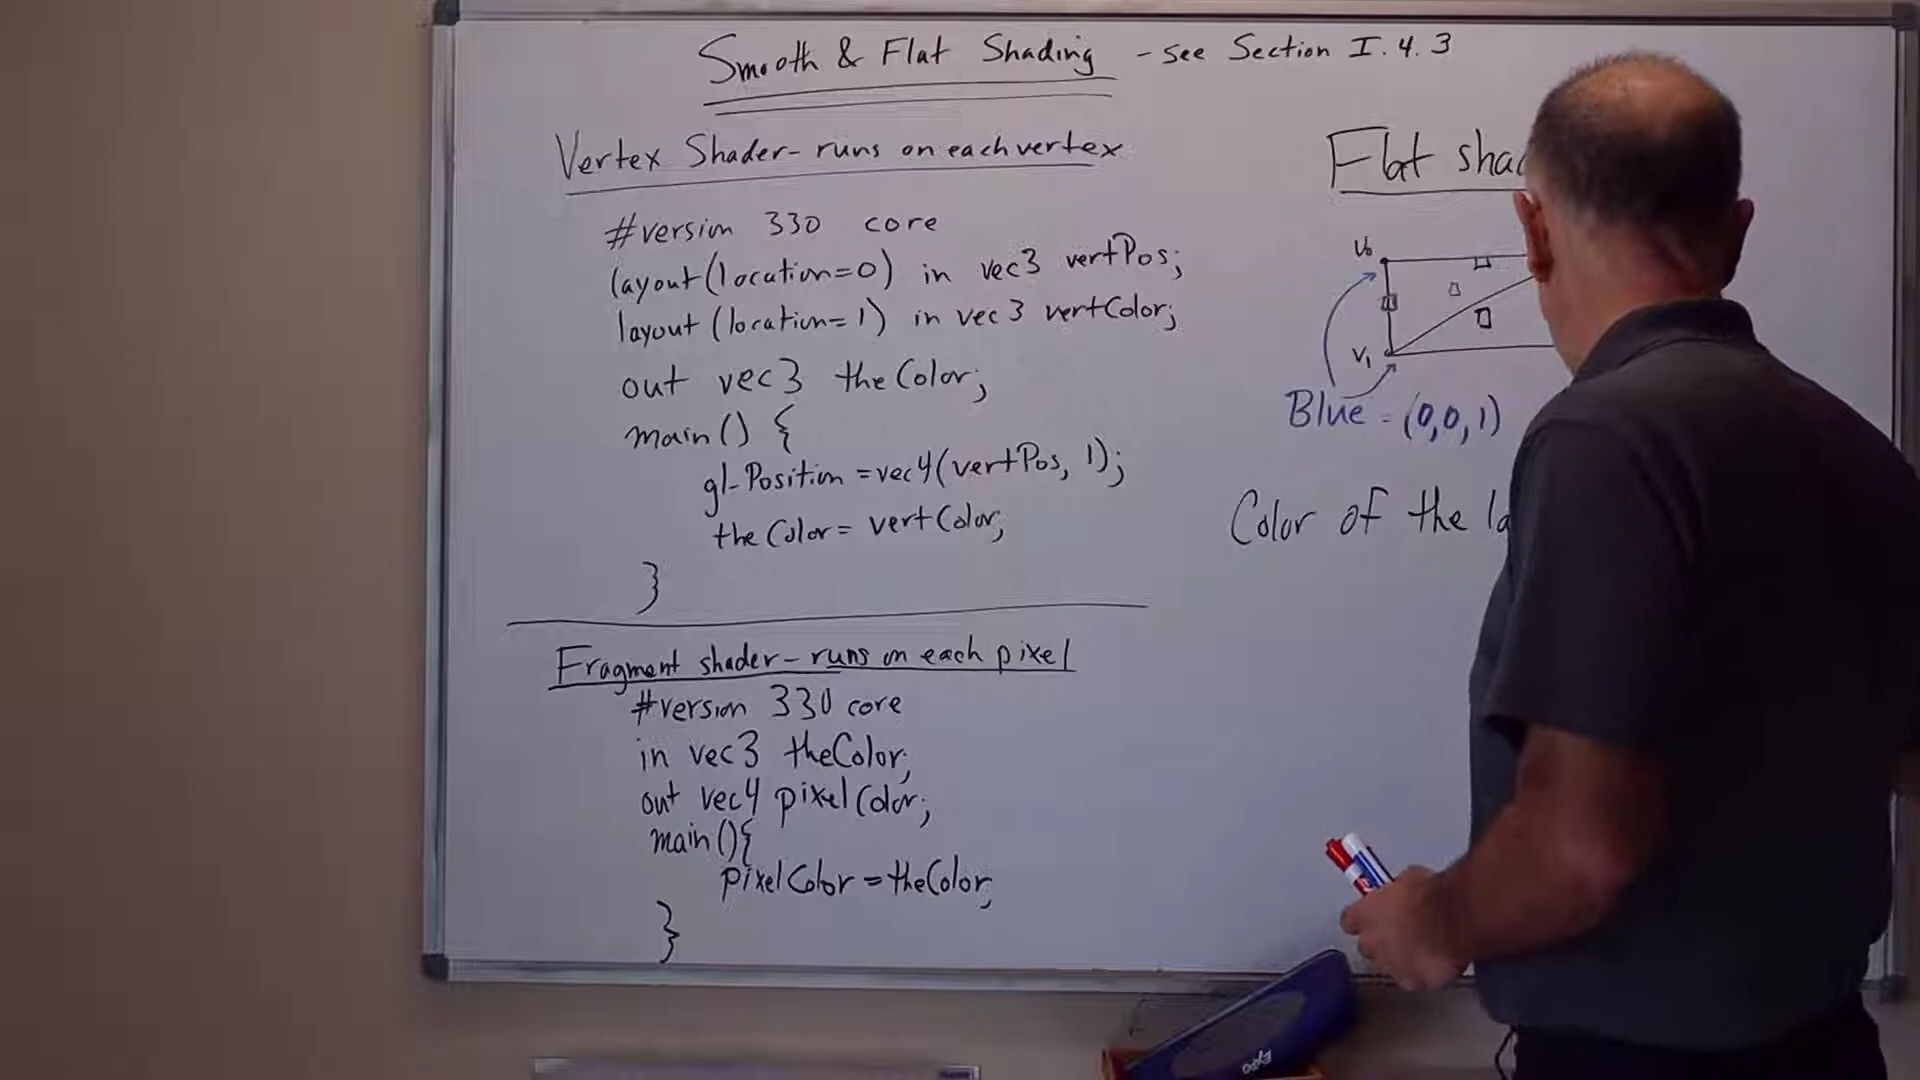 Smooth & Flat Shading - see Section I.4.3
Vertex Shader - runs on each vertex
#version 330 core
layout(location=0) in vec3 vertPos;
layout(location=1) in vec3 vertColor;
out vec3 theColor;
main() {
gl_Position = vec4(vertPos, 1);
theColor = vertColor;
}
Fragment shader - runs on each pixel
#version 330 core
in vec3 theColor;
out vec4 pixelColor;
main(){
pixelColor = theColor;
}
Flat
V0
V1
Blue = (0,0,1)
Color of the
Expo